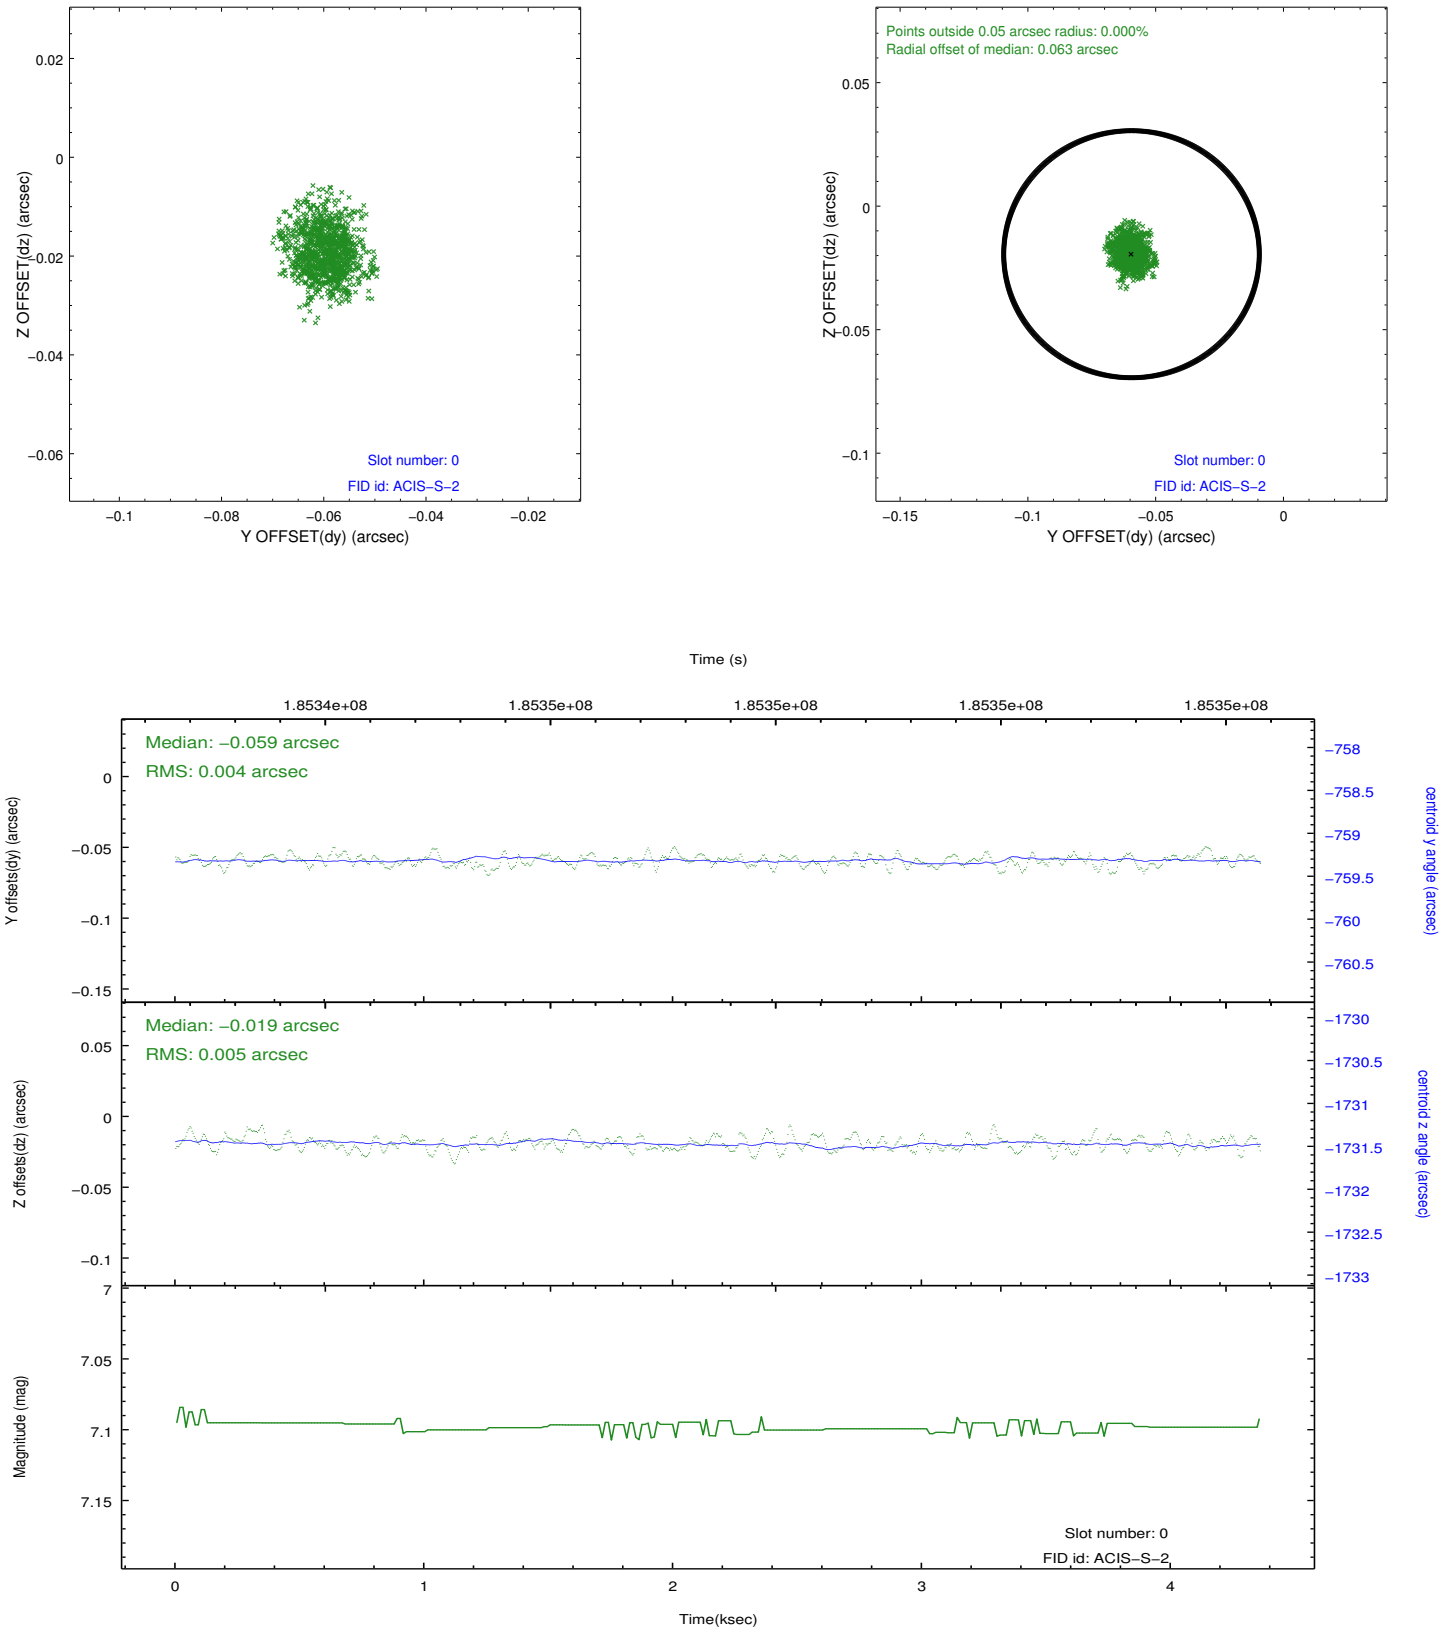 0.02
0
−0.02
−0.04
−0.06
Z OFFSET(dz) (arcsec)
Slot number: 0
FID id: ACIS−S−2
−0.1
−0.08
−0.06
−0.04
−0.02
Y OFFSET(dy) (arcsec)
Points outside 0.05 arcsec radius: 0.000%
Radial offset of median: 0.063 arcsec
0.05
0
−0.05
−0.1
Z OFFSET(dz) (arcsec)
Slot number: 0
FID id: ACIS−S−2
−0.15
−0.1
−0.05
0
Y OFFSET(dy) (arcsec)
Time (s)
1.8534e+08
1.8535e+08
1.8535e+08
1.8535e+08
1.8535e+08
Median: −0.059 arcsec
RMS: 0.004 arcsec
0
−0.05
−0.1
−0.15
Y offsets(dy) (arcsec)
−758
−758.5
−759
−759.5
−760
−760.5
centroid y angle (arcsec)
Median: −0.019 arcsec
RMS: 0.005 arcsec
0.05
0
−0.05
−0.1
Z offsets(dz) (arcsec)
−1730
−1730.5
−1731
−1731.5
−1732
−1732.5
−1733
centroid z angle (arcsec)
7
7.05
7.1
7.15
Magnitude (mag)
Slot number: 0
FID id: ACIS−S−2
0
1
2
3
4
Time(ksec)